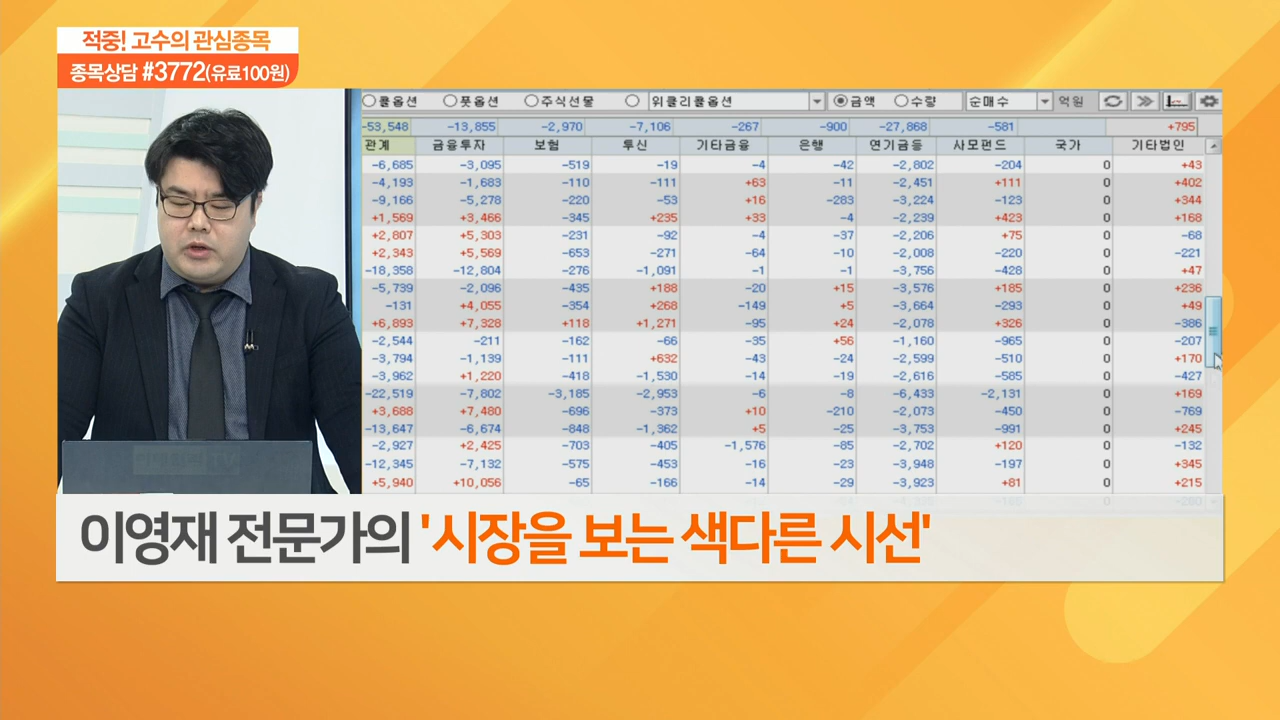 적중! 고수의 관심종목
종목상담 #3772(유료100원)
콜옵션 풋옵션 주식선물 위클리콜옵션 금액 수량 순매수 억원
-53,548 -13,855 -2,970 -7,106 -267 -900 -27,868 -581 +795
관계 금융투자 보험 투신 기타금융 은행 연기금등 사모펀드 국가 기타법인
-6,685 -3,095 -519 -19 -4 -42 -2,802 -204 0 +43
-4,193 -1,683 -110 -111 +63 -11 -2,451 +111 0 +402
-9,166 -5,278 -220 -53 +16 -283 -3,224 -123 0 +344
+1,569 +3,466 -345 +235 +33 -4 -2,239 +423 0 +168
+2,807 +5,303 -231 -92 -4 -37 -2,206 +75 0 -68
+2,343 +5,569 -653 -271 -64 -10 -2,008 -220 0 -221
-18,358 -12,804 -276 -1,091 -1 -1 -3,756 -428 0 +47
-5,739 -2,096 -435 +188 -20 +15 -3,576 +185 0 +236
-131 +4,055 -354 +268 -149 +5 -3,664 -293 0 +49
+6,893 +7,328 +118 +1,271 -95 +24 -2,078 +326 0 -386
-2,544 -211 -162 -66 -35 +56 -1,160 -965 0 -207
-3,794 -1,139 -111 +632 -43 -24 -2,599 -510 0 +170
-3,962 +1,220 -418 -1,530 -14 -19 -2,616 -585 0 -427
-22,519 -7,802 -3,185 -2,953 -6 -8 -6,433 -2,131 0 +169
+3,688 +7,480 -696 -373 +10 -210 -2,073 -450 0 -769
-13,647 -6,674 -848 -1,362 +5 -25 -3,753 -991 0 +245
-2,927 +2,425 -703 -405 -1,576 -85 -2,702 +120 0 -132
-12,345 -7,132 -575 -453 -16 -23 -3,948 -197 0 +345
+5,940 +10,056 -65 -166 -14 -29 -3,923 +81 0 +215
이영재 전문가의 '시장을 보는 색다른 시선'